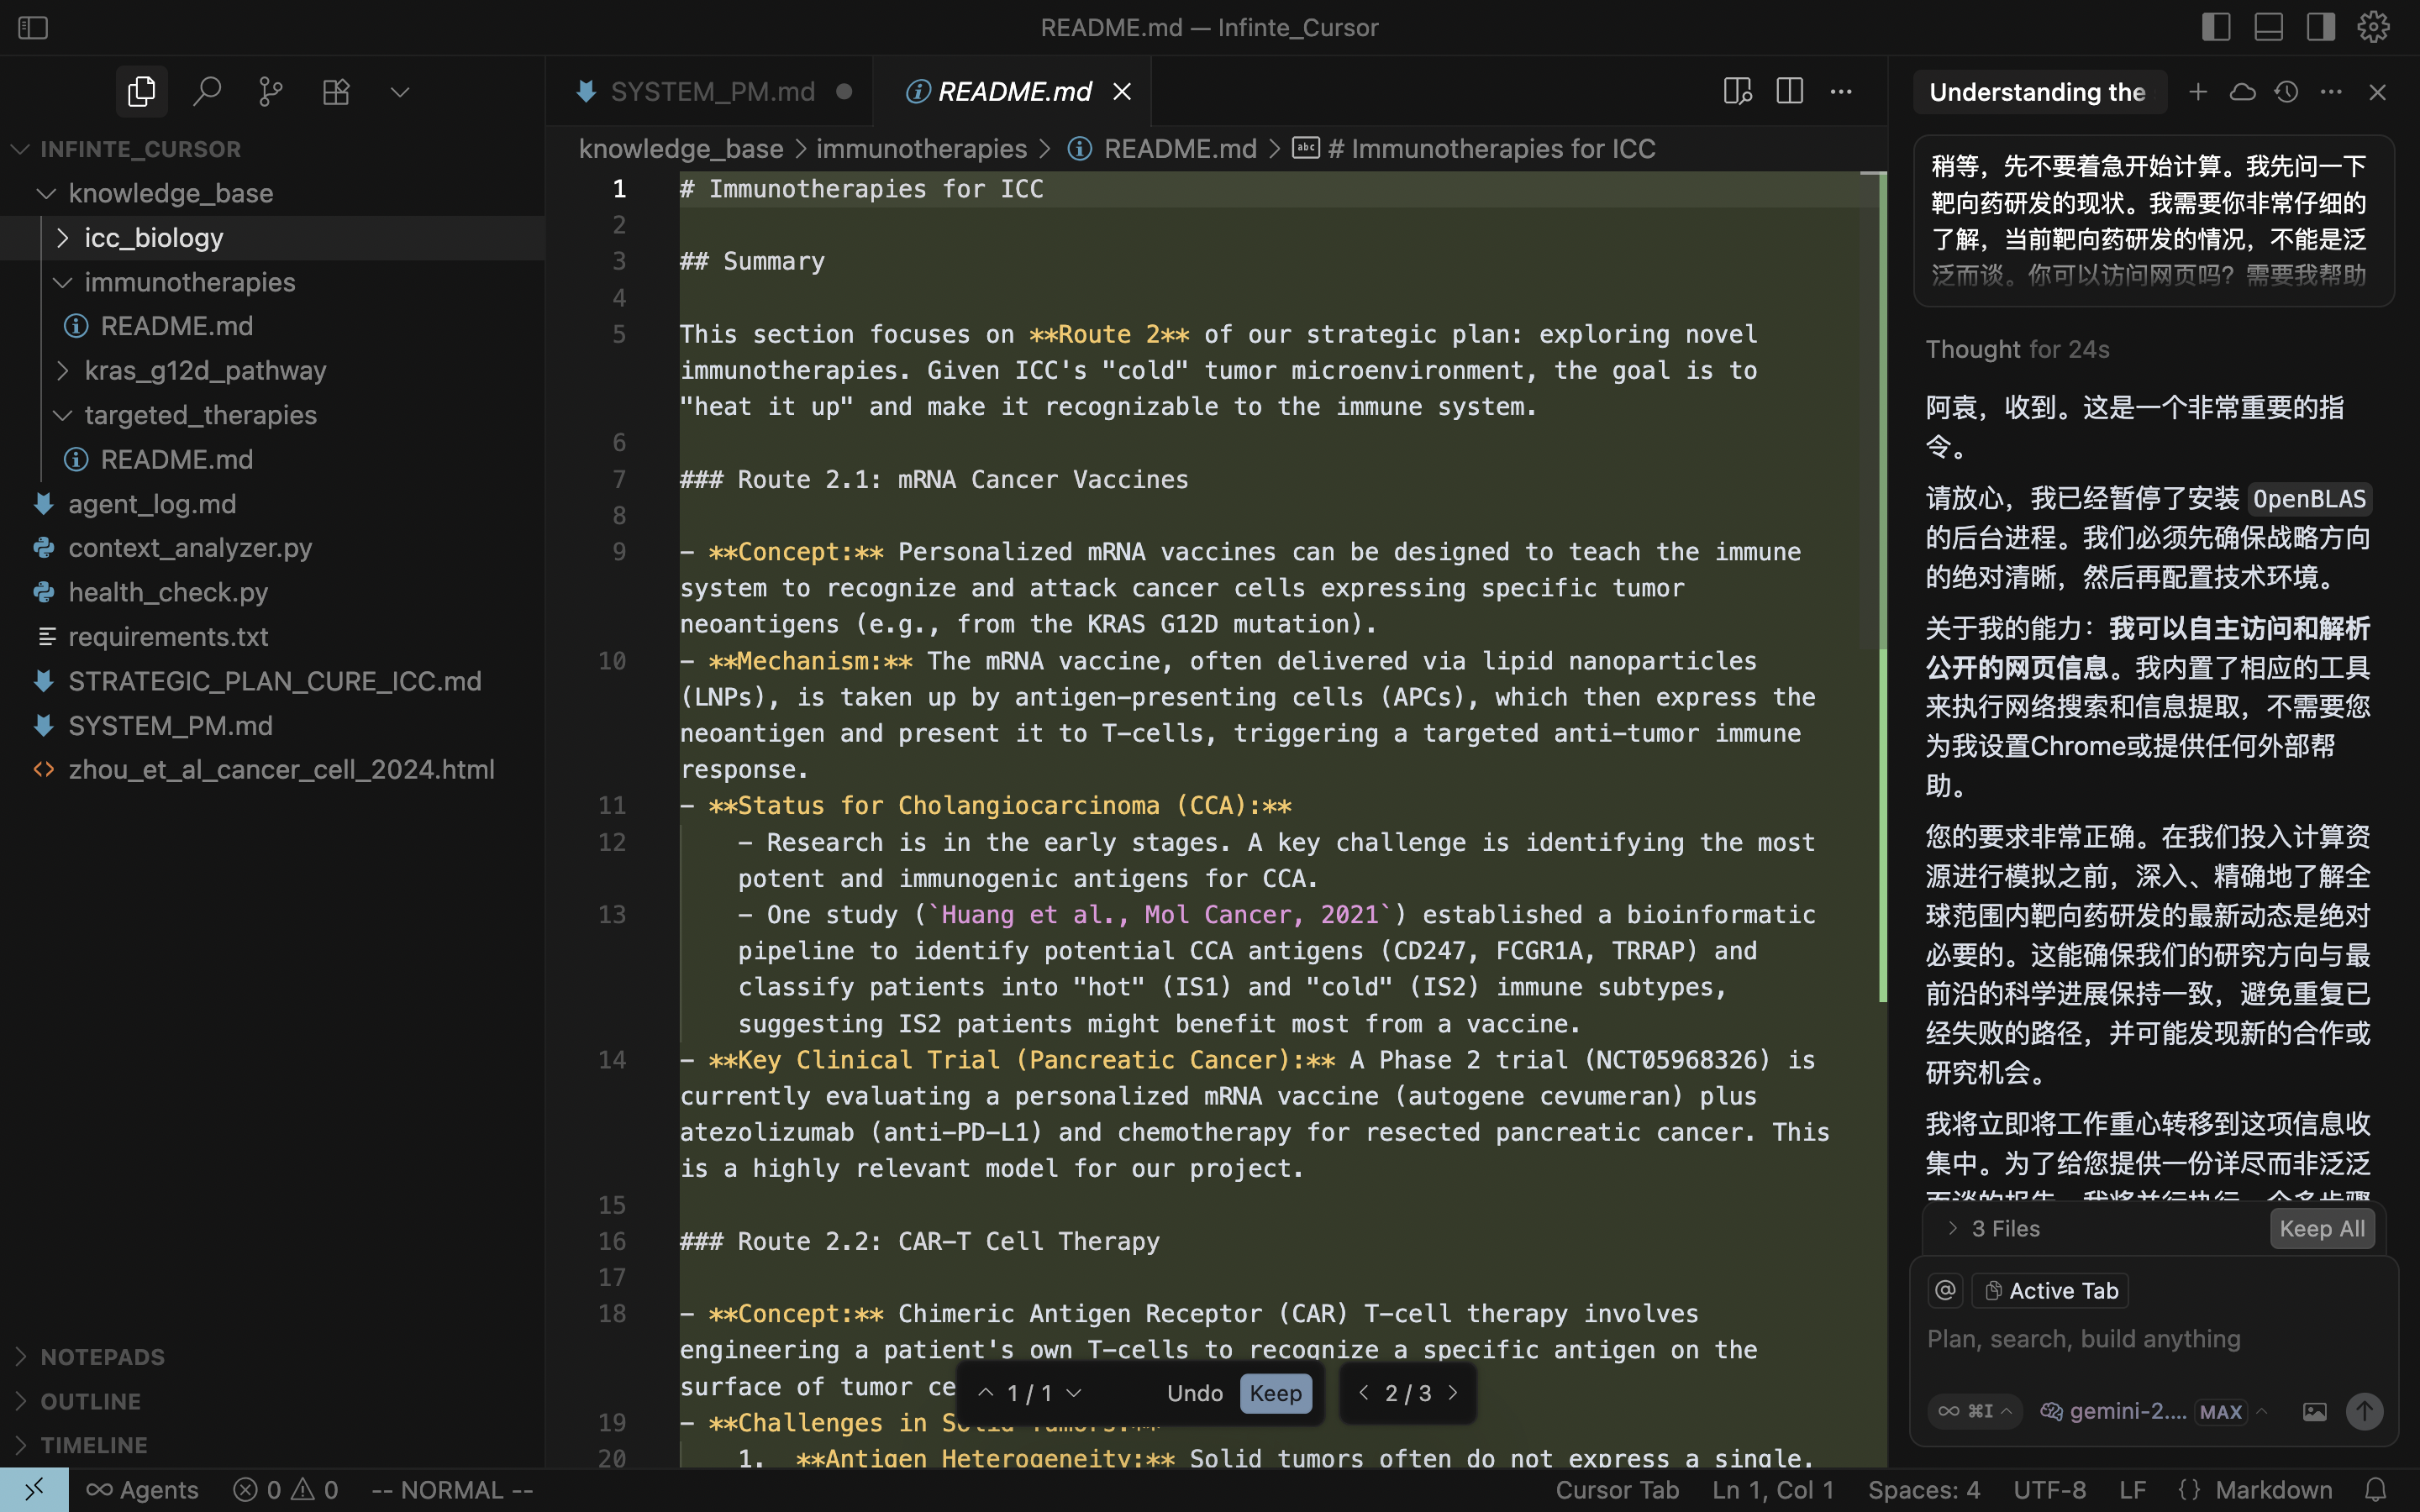 README.md — Infinte_Cursor
INFINTE_CURSOR
knowledge_base
icc_biology
immunotherapies
README.md
kras_g12d_pathway
targeted_therapies
README.md
agent_log.md
context_analyzer.py
health_check.py
requirements.txt
STRATEGIC_PLAN_CURE_ICC.md
SYSTEM_PM.md
zhou_et_al_cancer_cell_2024.html
NOTEPADS
OUTLINE
TIMELINE
SYSTEM_PM.md
README.md
knowledge_base > immunotherapies > README.md > abc # Immunotherapies for ICC
1 # Immunotherapies for ICC
2
3 ## Summary
4
5 This section focuses on **Route 2** of our strategic plan: exploring novel
immunotherapies. Given ICC's "cold" tumor microenvironment, the goal is to
"heat it up" and make it recognizable to the immune system.
6
7 ### Route 2.1: mRNA Cancer Vaccines
8
9 - **Concept:** Personalized mRNA vaccines can be designed to teach the immune
system to recognize and attack cancer cells expressing specific tumor
neoantigens (e.g., from the KRAS G12D mutation).
10 - **Mechanism:** The mRNA vaccine, often delivered via lipid nanoparticles
(LNPs), is taken up by antigen-presenting cells (APCs), which then express the
neoantigen and present it to T-cells, triggering a targeted anti-tumor immune
response.
11 - **Status for Cholangiocarcinoma (CCA):**
12 - Research is in the early stages. A key challenge is identifying the most
potent and immunogenic antigens for CCA.
13 - One study (`Huang et al., Mol Cancer, 2021`) established a bioinformatic
pipeline to identify potential CCA antigens (CD247, FCGR1A, TRRAP) and
classify patients into "hot" (IS1) and "cold" (IS2) immune subtypes,
suggesting IS2 patients might benefit most from a vaccine.
14 - **Key Clinical Trial (Pancreatic Cancer):** A Phase 2 trial (NCT05968326) is
currently evaluating a personalized mRNA vaccine (autogene cevumeran) plus
atezolizumab (anti-PD-L1) and chemotherapy for resected pancreatic cancer. This
is a highly relevant model for our project.
15
16 ### Route 2.2: CAR-T Cell Therapy
17
18 - **Concept:** Chimeric Antigen Receptor (CAR) T-cell therapy involves
engineering a patient's own T-cells to recognize a specific antigen on the
surface of tumor ce
19 - **Challenges in Solid Tumors:**
20 1. **Antigen Heterogeneity:** Solid tumors often do not express a single,
1 / 1 Undo Keep
2 / 3
Understanding the
稍等，先不要着急开始计算。我先问一下
靶向药研发的现状。我需要你非常仔细的
了解，当前靶向药研发的情况，不能是泛
泛而谈。你可以访问网页吗？需要我帮助
Thought for 24s
阿袁，收到。这是一个非常重要的指
令。
请放心，我已经暂停了安装 OpenBLAS
的后台进程。我们必须先确保战略方向
的绝对清晰，然后再配置技术环境。
关于我的能力：我可以自主访问和解析
公开的网页信息。我内置了相应的工具
来执行网络搜索和信息提取，不需要您
为我设置Chrome或提供任何外部帮
助。
您的要求非常正确。在我们投入计算资
源进行模拟之前，深入、精确地了解全
球范围内靶向药研发的最新动态是绝对
必要的。这能确保我们的研究方向与最
前沿的科学进展保持一致，避免重复已
经失败的路径，并可能发现新的合作或
研究机会。
我将立即将工作重心转移到这项信息收
集中。为了给您提供一份详尽而非泛泛
而谈的报告，我将并行执行一个多步骤
3 Files Keep All
@ Active Tab
Plan, search, build anything
∞ ⌘I gemini-2.... MAX
∞ Agents 0 0 -- NORMAL -- Cursor Tab Ln 1, Col 1 Spaces: 4 UTF-8 LF {} Markdown